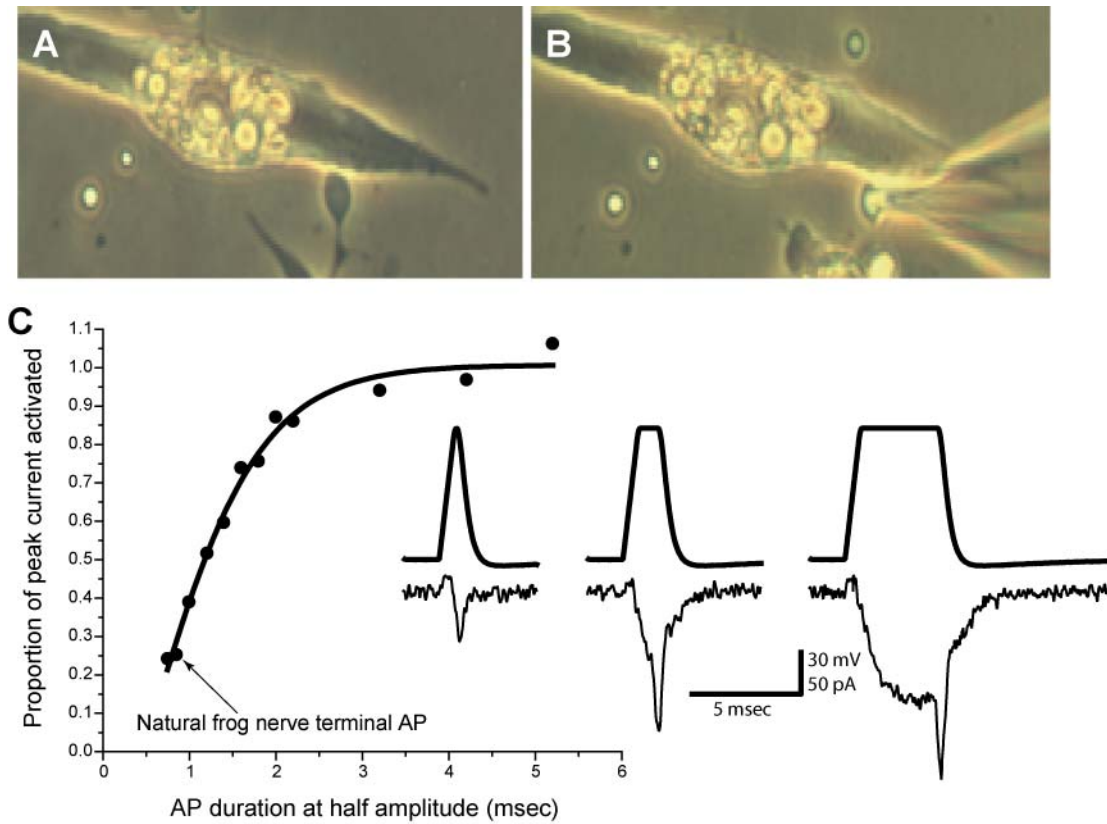 A
B
C
Proportion of peak current activated
1.1
1.0
0.9
0.8
0.7
0.6
0.5
0.4
0.3
0.2
0.1
0.0
Natural frog nerve terminal AP
30 mV
50 pA
5 msec
0 1 2 3 4 5 6
AP duration at half amplitude (msec)